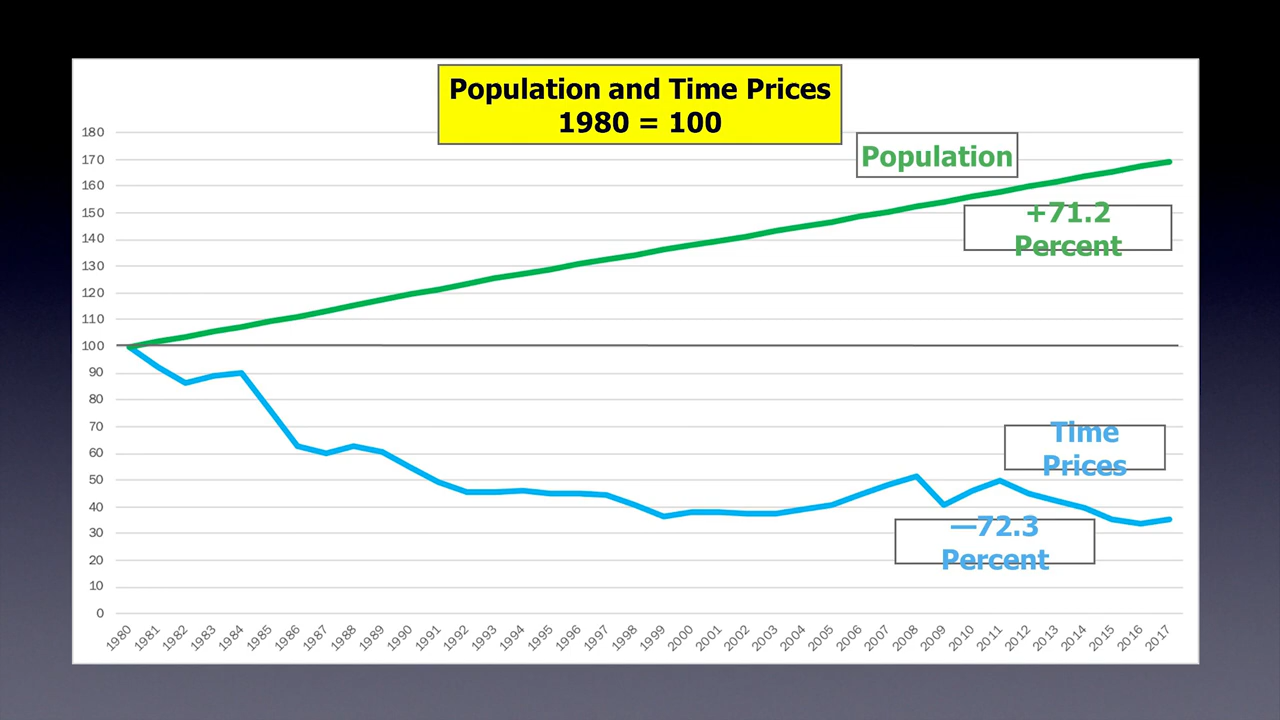 Population and Time Prices
1980 = 100
180
170
160
150
140
130
120
110
100
90
80
70
60
50
40
30
20
10
0
Population
+71.2
Percent
Time
Prices
—72.3
Percent
1980 1981 1982 1983 1984 1985 1986 1987 1988 1989 1990 1991 1992 1993 1994 1995 1996 1997 1998 1999 2000 2001 2002 2003 2004 2005 2006 2007 2008 2009 2010 2011 2012 2013 2014 2015 2016 2017